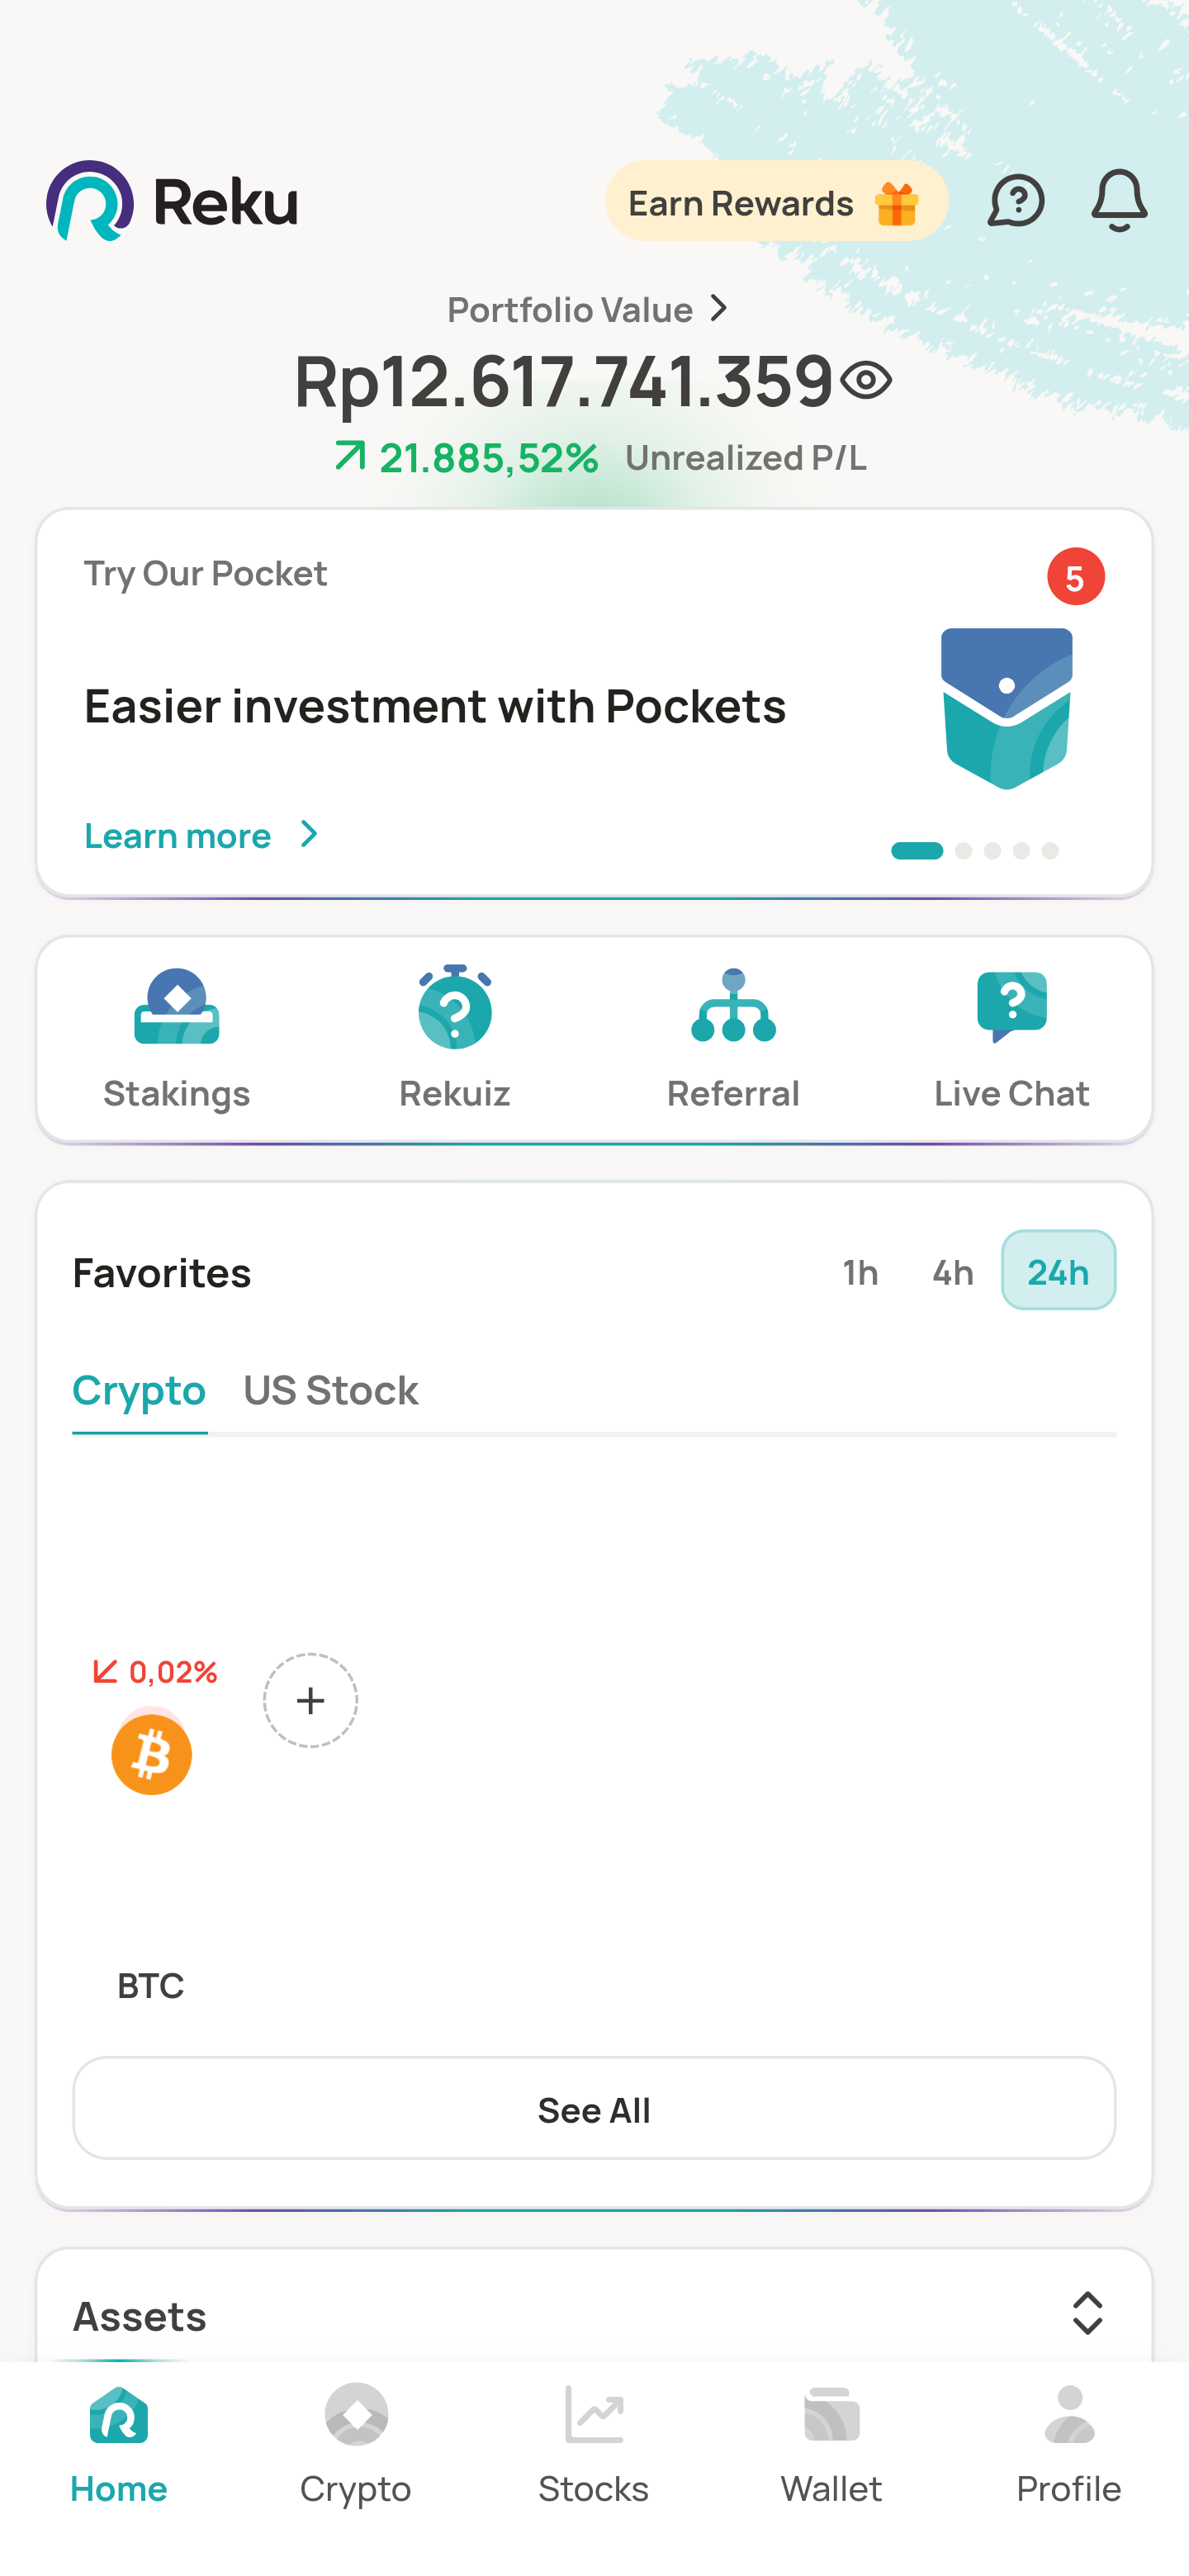 Reku
Earn Rewards
Portfolio Value
Rp12.617.741.359
21.885,52% Unrealized P/L
Try Our Pocket
5
Easier investment with Pockets
Learn more
Stakings
Rekuiz
Referral
Live Chat
Favorites
1h 4h 24h
Crypto US Stock
0,02%
BTC
See All
Assets
Home
Crypto
Stocks
Wallet
Profile